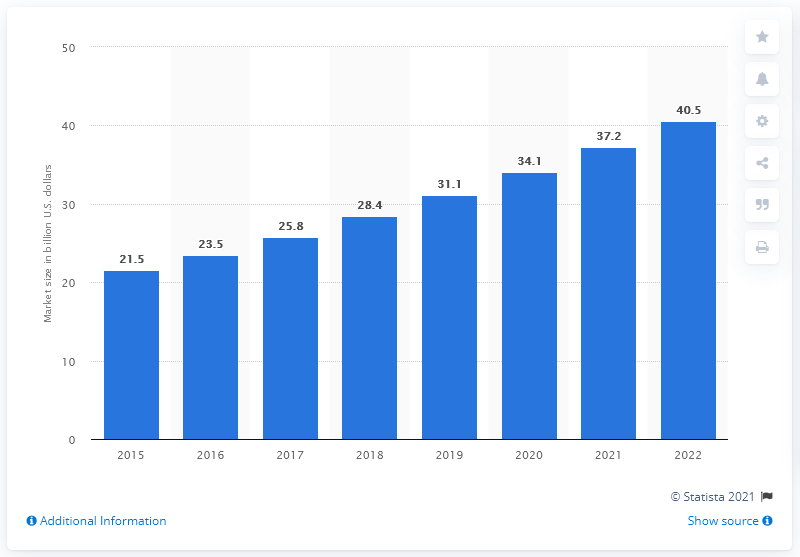 50
40
30
20
10
0
Market size in billion U.S. dollars
21.5
23.5
25.8
28.4
31.1
34.1
37.2
40.5
2015 2016 2017 2018 2019 2020 2021 2022
© Statista 2021
Additional Information
Show source